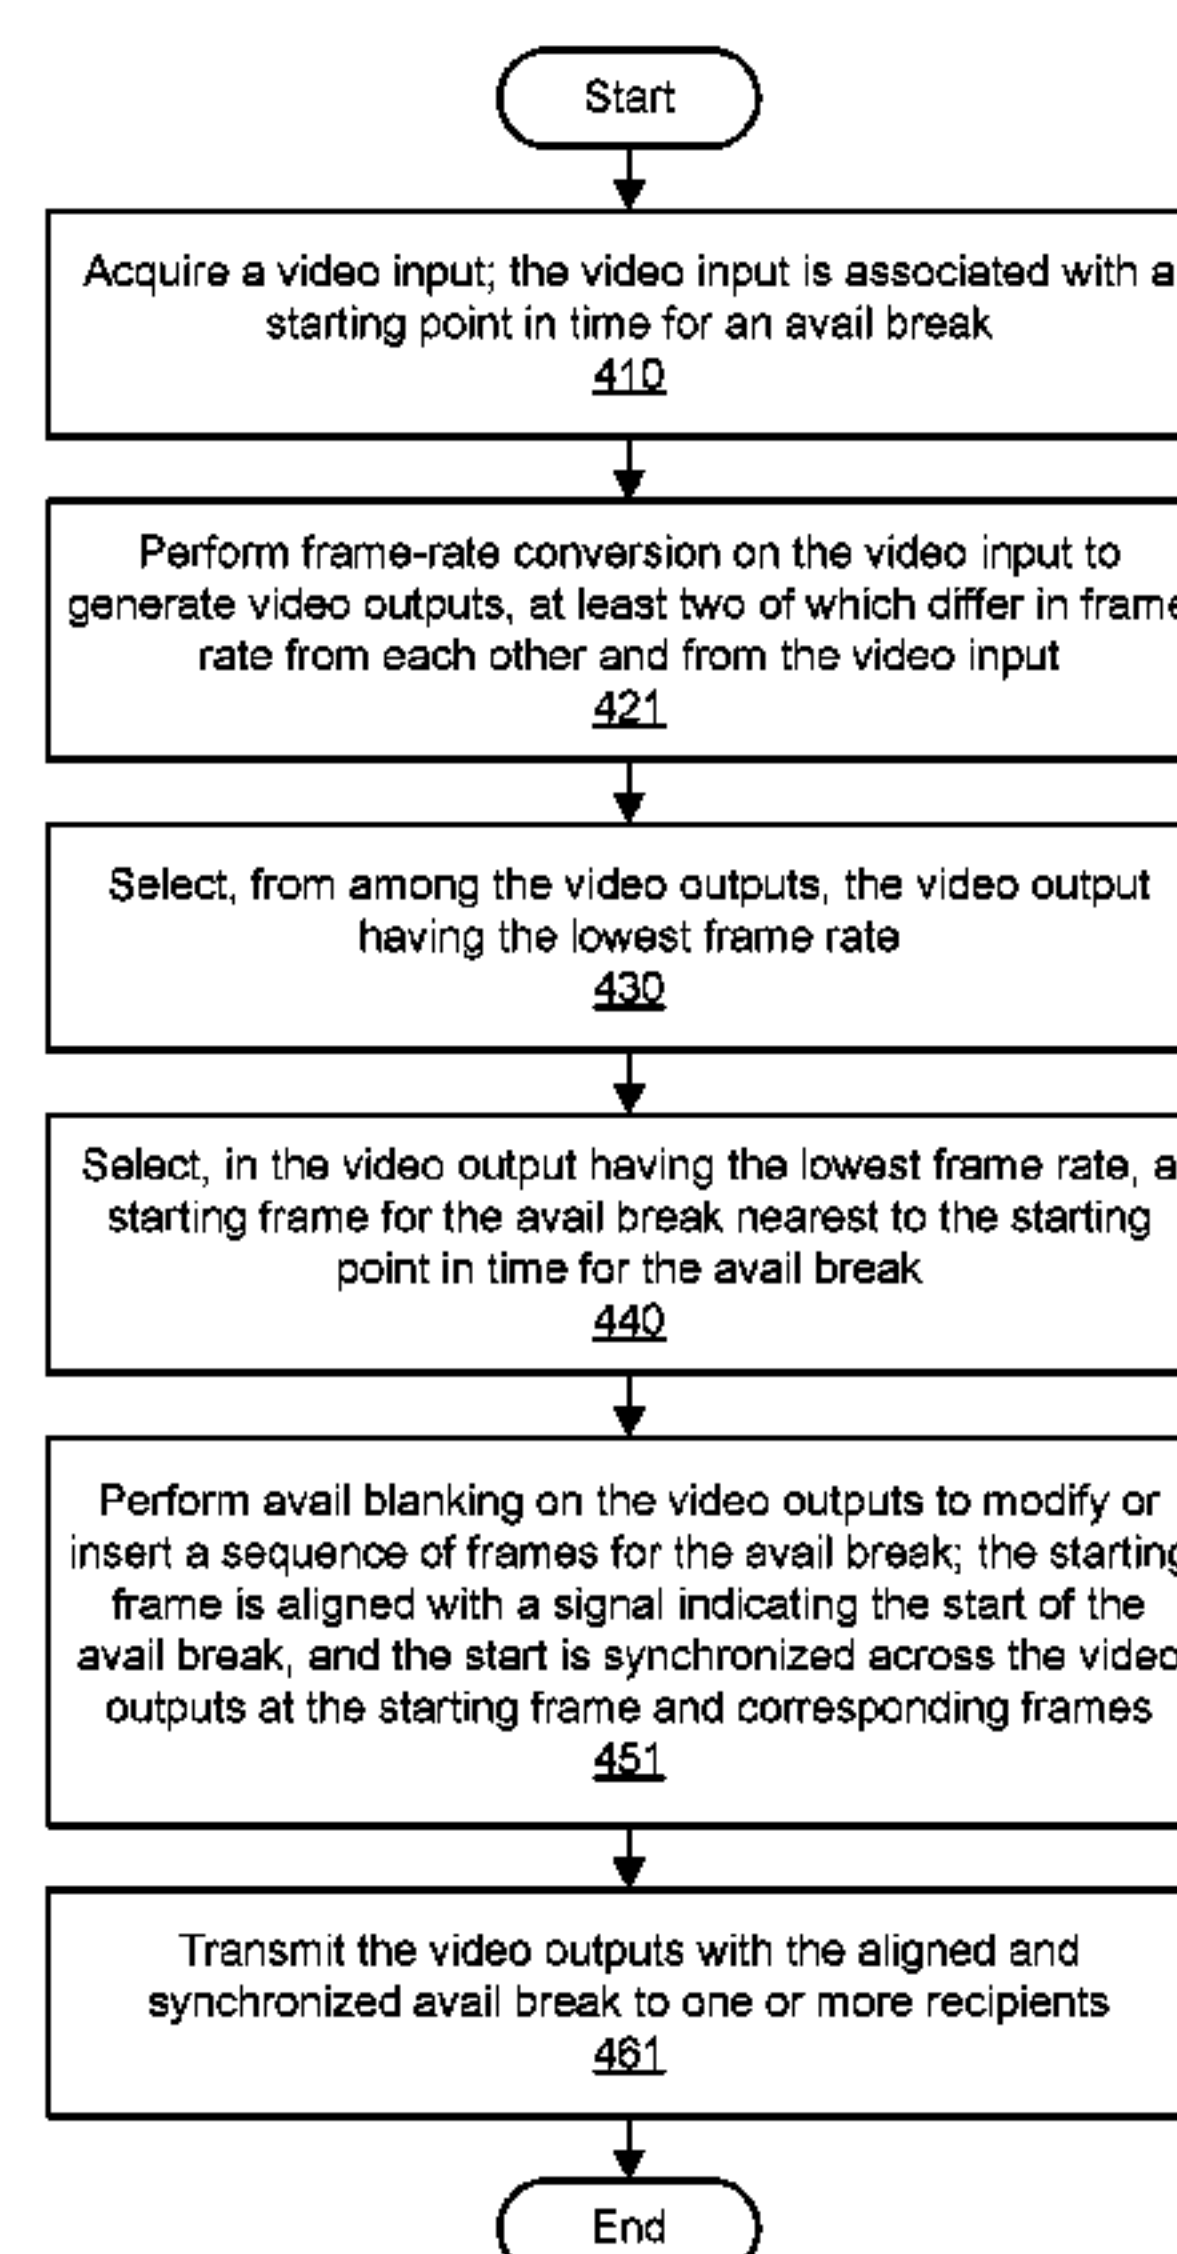 Start
Acquire a video input; the video input is associated with a
starting point in time for an avail break
410
Perform frame-rate conversion on the video input to
generate video outputs, at least two of which differ in frame
rate from each other and from the video input
421
Select, from among the video outputs, the video output
having the lowest frame rate
430
Select, in the video output having the lowest frame rate, a
starting frame for the avail break nearest to the starting
point in time for the avail break
440
Perform avail blanking on the video outputs to modify or
insert a sequence of frames for the avail break; the starting
frame is aligned with a signal indicating the start of the
avail break, and the start is synchronized across the video
outputs at the starting frame and corresponding frames
451
Transmit the video outputs with the aligned and
synchronized avail break to one or more recipients
461
End